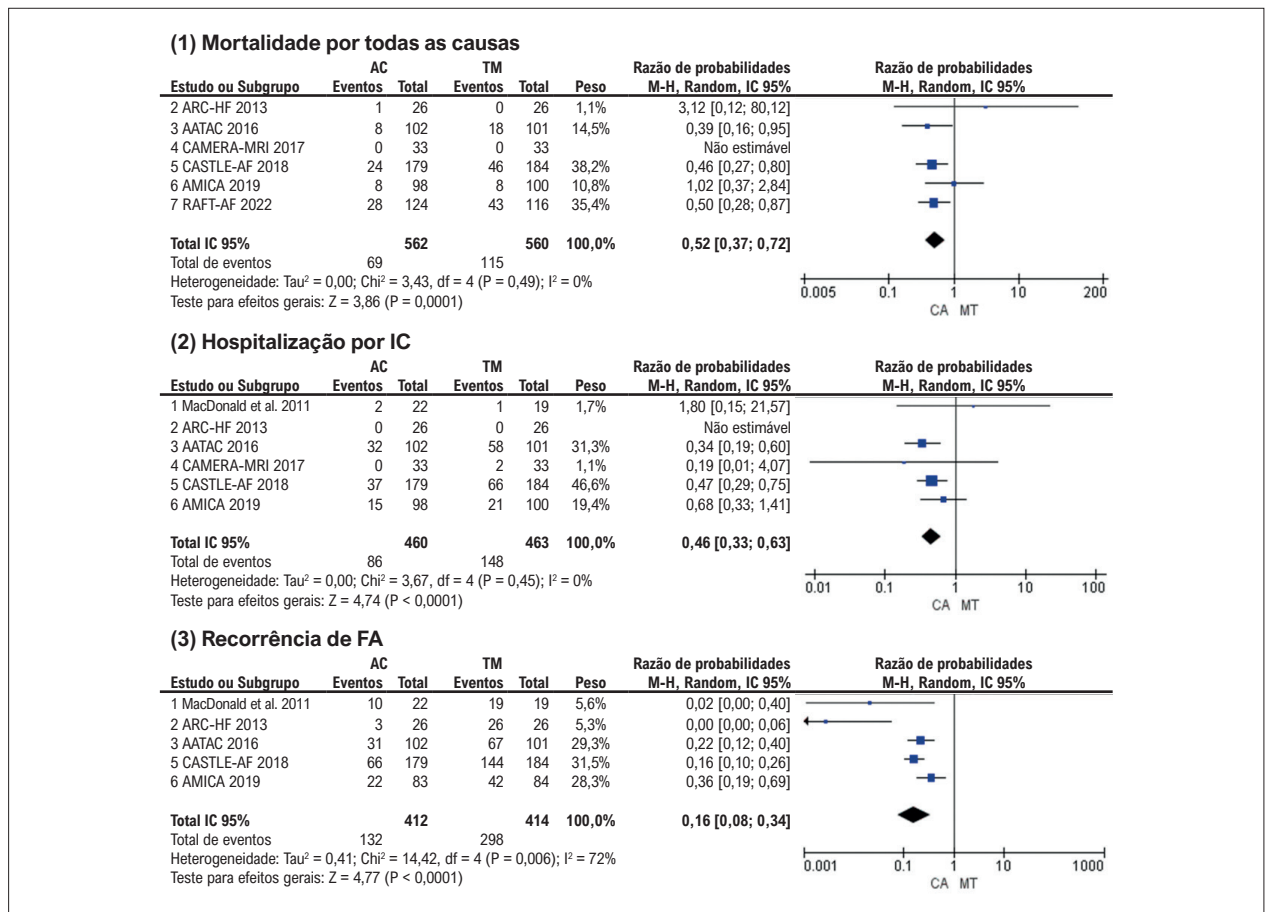 (1) Mortalidade por todas as causas
AC TM Razão de probabilidades Razão de probabilidades
Estudo ou Subgrupo Eventos Total Eventos Total Peso M-H, Random, IC 95% M-H, Random, IC 95%
2 ARC-HF 2013 1 26 0 26 1,1% 3,12 [0,12; 80,12]
3 AATAC 2016 8 102 18 101 14,5% 0,39 [0,16; 0,95]
4 CAMERA-MRI 2017 0 33 0 33 Não estimável
5 CASTLE-AF 2018 24 179 46 184 38,2% 0,46 [0,27; 0,80]
6 AMICA 2019 8 98 8 100 10,8% 1,02 [0,37; 2,84]
7 RAFT-AF 2022 28 124 43 116 35,4% 0,50 [0,28; 0,87]
Total IC 95% 562 560 100,0% 0,52 [0,37; 0,72]
Total de eventos 69 115
Heterogeneidade: Tau² = 0,00; Chi² = 3,43, df = 4 (P = 0,49); I² = 0%
Teste para efeitos gerais: Z = 3,86 (P = 0,0001)
0.005 0.1 1 10 200
CA MT
(2) Hospitalização por IC
AC TM Razão de probabilidades Razão de probabilidades
Estudo ou Subgrupo Eventos Total Eventos Total Peso M-H, Random, IC 95% M-H, Random, IC 95%
1 MacDonald et al. 2011 2 22 1 19 1,7% 1,80 [0,15; 21,57]
2 ARC-HF 2013 0 26 0 26 Não estimável
3 AATAC 2016 32 102 58 101 31,3% 0,34 [0,19; 0,60]
4 CAMERA-MRI 2017 0 33 2 33 1,1% 0,19 [0,01; 4,07]
5 CASTLE-AF 2018 37 179 66 184 46,6% 0,47 [0,29; 0,75]
6 AMICA 2019 15 98 21 100 19,4% 0,68 [0,33; 1,41]
Total IC 95% 460 463 100,0% 0,46 [0,33; 0,63]
Total de eventos 86 148
Heterogeneidade: Tau² = 0,00; Chi² = 3,67, df = 4 (P = 0,45); I² = 0%
Teste para efeitos gerais: Z = 4,74 (P < 0,0001)
0.01 0.1 1 10 100
CA MT
(3) Recorrência de FA
AC TM Razão de probabilidades Razão de probabilidades
Estudo ou Subgrupo Eventos Total Eventos Total Peso M-H, Random, IC 95% M-H, Random, IC 95%
1 MacDonald et al. 2011 10 22 19 19 5,6% 0,02 [0,00; 0,40]
2 ARC-HF 2013 3 26 26 26 5,3% 0,00 [0,00; 0,06]
3 AATAC 2016 31 102 67 101 29,3% 0,22 [0,12; 0,40]
5 CASTLE-AF 2018 66 179 144 184 31,5% 0,16 [0,10; 0,26]
6 AMICA 2019 22 83 42 84 28,3% 0,36 [0,19; 0,69]
Total IC 95% 412 414 100,0% 0,16 [0,08; 0,34]
Total de eventos 132 298
Heterogeneidade: Tau² = 0,41; Chi² = 14,42, df = 4 (P = 0,006); I² = 72%
Teste para efeitos gerais: Z = 4,77 (P < 0,0001)
0.001 0.1 1 10 1000
CA MT